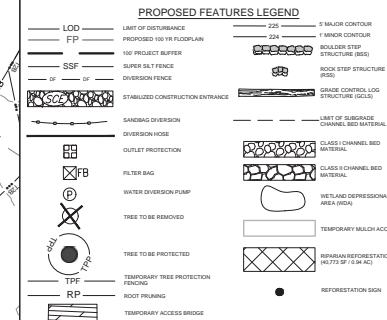 PROPOSED FEATURES LEGEND
LOD LIMIT OF DISTURBANCE
FP PROPOSED 100 YR FLOODPLAIN
100' PROJECT BUFFER
SSF SUPER SILT FENCE
DF DF DIVERSION FENCE
SCE STABILIZED CONSTRUCTION ENTRANCE
SANDBAG DIVERSION
DIVERSION HOSE
OUTLET PROTECTION
FB FILTER BAG
P WATER DIVERSION PUMP
TREE TO BE REMOVED
TPP TPP TREE TO BE PROTECTED
TPF TEMPORARY TREE PROTECTION
FENCING
RP ROOT PRUNING
TEMPORARY ACCESS BRIDGE
225 5' MAJOR CONTOUR
224 1' MINOR CONTOUR
BOULDER STEP
STRUCTURE (BSS)
ROCK STEP STRUCTURE
(RSS)
GRADE CONTROL LOG
STRUCTURE (GCLS)
LIMIT OF SUBGRADE
CHANNEL BED MATERIAL
CLASS I CHANNEL BED
MATERIAL
CLASS II CHANNEL BED
MATERIAL
WETLAND DEPRESSIONA
AREA (WDA)
TEMPORARY MULCH ACC
RIPARIAN REFORESTATIO
(40,773 SF / 0.94 AC)
REFORESTATION SIGN